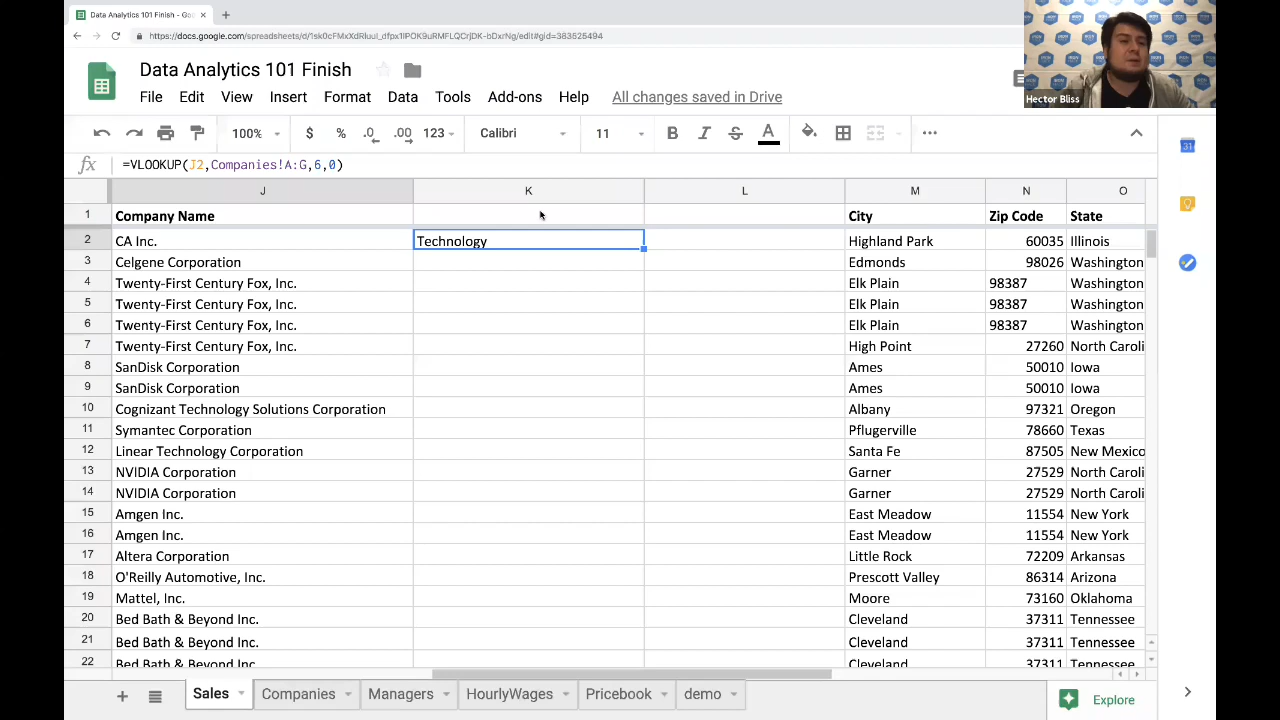 Data Analytics 101 Finish - Goo
Data Analytics 101 Finish
File Edit View Insert Format Data Tools Add-ons Help All changes saved in Drive
Hector Bliss
100% $ % .0 .00 123 Calibri 11 B I S A
fx =VLOOKUP(J2,Companies!A:G,6,0)
31
J K L M N O
1 Company Name City Zip Code State
2 CA Inc. Technology Highland Park 60035 Illinois
3 Celgene Corporation Edmonds 98026 Washington
4 Twenty-First Century Fox, Inc. Elk Plain 98387 Washington
5 Twenty-First Century Fox, Inc. Elk Plain 98387 Washington
6 Twenty-First Century Fox, Inc. Elk Plain 98387 Washington
7 Twenty-First Century Fox, Inc. High Point 27260 North Caroli
8 SanDisk Corporation Ames 50010 Iowa
9 SanDisk Corporation Ames 50010 Iowa
10 Cognizant Technology Solutions Corporation Albany 97321 Oregon
11 Symantec Corporation Pflugerville 78660 Texas
12 Linear Technology Corporation Santa Fe 87505 New Mexico
13 NVIDIA Corporation Garner 27529 North Caroli
14 NVIDIA Corporation Garner 27529 North Caroli
15 Amgen Inc. East Meadow 11554 New York
16 Amgen Inc. East Meadow 11554 New York
17 Altera Corporation Little Rock 72209 Arkansas
18 O'Reilly Automotive, Inc. Prescott Valley 86314 Arizona
19 Mattel, Inc. Moore 73160 Oklahoma
20 Bed Bath & Beyond Inc. Cleveland 37311 Tennessee
21 Bed Bath & Beyond Inc. Cleveland 37311 Tennessee
22 Bed Bath & Beyond Inc. Cleveland 37311 Tennessee
Sales Companies Managers HourlyWages Pricebook demo Explore